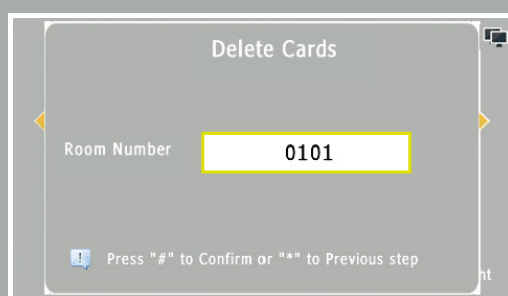 Delete Cards
Room Number
0101
Press "#" to Confirm or "*" to Previous step